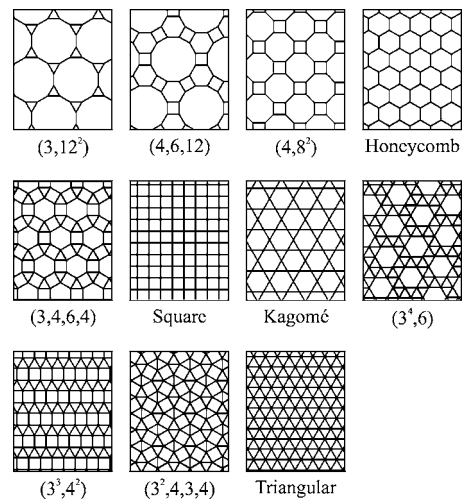 (3,12²)
(4,6,12)
(4,8²)
Honeycomb
(3,4,6,4)
Square
Kagomé
(3⁴,6)
(3³,4²)
(3²,4,3,4)
Triangular